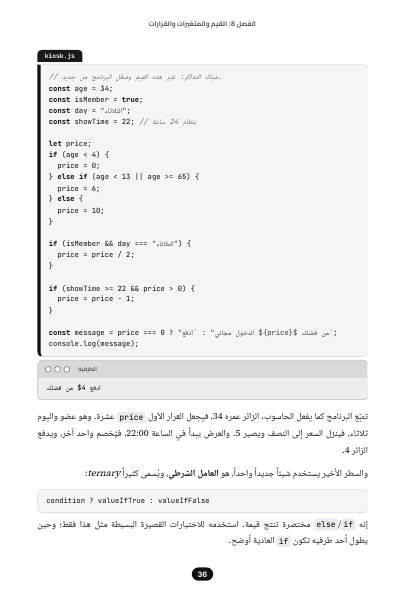 الفصل 8: القيم والمتغيرات والقرارات
kiosk.js
// شبّاك التذاكر: غيّر هذه القيم وشغّل البرنامج من جديد.
const age = 34;
const isMember = true;
const day = "الثلاثاء";
const showTime = 22; // بنظام 24 ساعة
let price;
if (age < 4) {
price = 0;
} else if (age < 13 || age >= 65) {
price = 6;
} else {
price = 10;
}
if (isMember && day === "الثلاثاء") {
price = price / 2;
}
if (showTime >= 22 && price > 0) {
price = price - 1;
}
const message = price === 0 ? "الدخول مجاني" : `ادفع ${price}$ من فضلك`;
console.log(message);
الطرفية
ادفع 4$ من فضلك
تتبّع البرنامج كما يفعل الحاسوب. الزائر عمره 34، فيجعل القرار الأول price عشرة. وهو عضو واليوم
ثلاثاء، فينزل السعر إلى النصف ويصير 5. والعرض يبدأ في الساعة 22:00، فيُخصم واحد آخر، ويدفع
الزائر 4.
والسطر الأخير يستخدم شيئاً جديداً واحداً، هو العامل الشرطي، ويُسمى كثيراً ternary:
condition ? valueIfTrue : valueIfFalse
إنه if/else مختصرة تنتج قيمة. استخدمه للاختيارات القصيرة البسيطة مثل هذا فقط؛ وحين
يطول أحد طرفيه تكون if العادية أوضح.
36